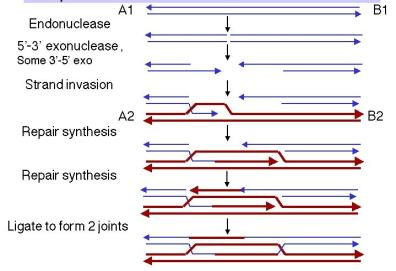 A1 B1
Endonuclease
5'-3' exonuclease,
Some 3'-5' exo
Strand invasion
A2 B2
Repair synthesis
Repair synthesis
Ligate to form 2 joints